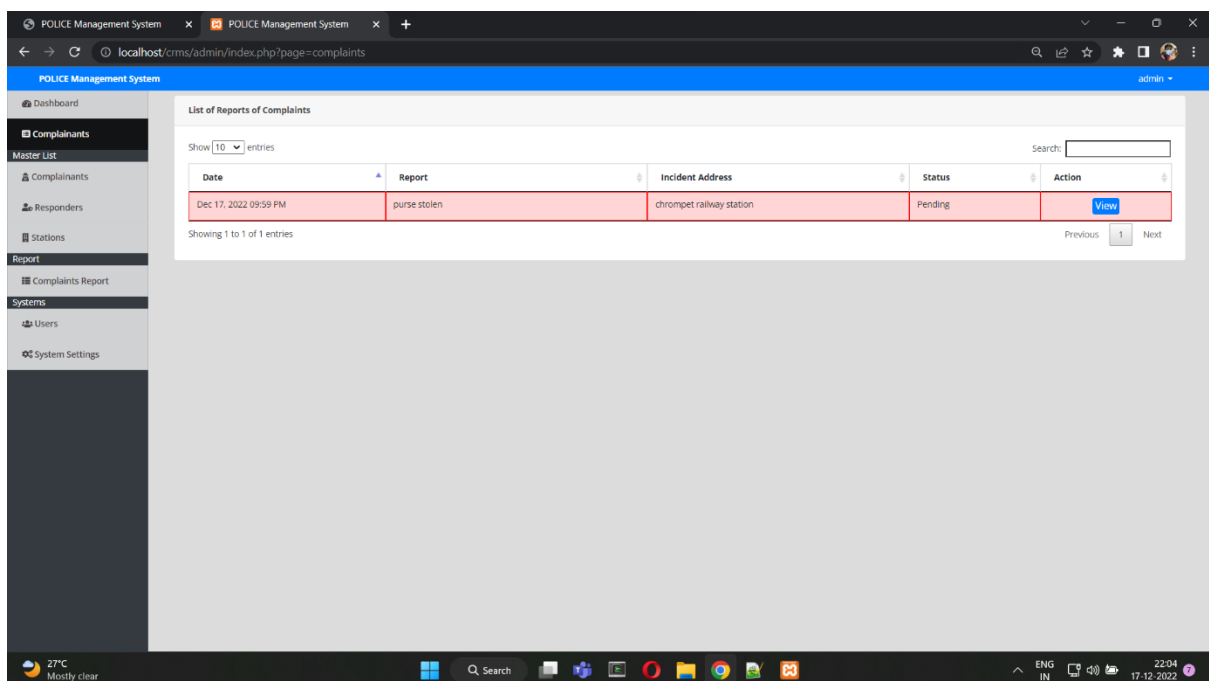 POLICE Management System
POLICE Management System
localhost/crms/admin/index.php?page=complaints
POLICE Management System
admin
Dashboard
Complainants
Master List
Complainants
Responders
Stations
Report
Complaints Report
Systems
Users
System Settings
List of Reports of Complaints
Show 10 entries
Search:
Date Report Incident Address Status Action
Dec 17, 2022 09:59 PM purse stolen chrompet railway station Pending View
Showing 1 to 1 of 1 entries
Previous 1 Next
27°C
Mostly clear
Search
ENG
IN
22:04
17-12-2022
7